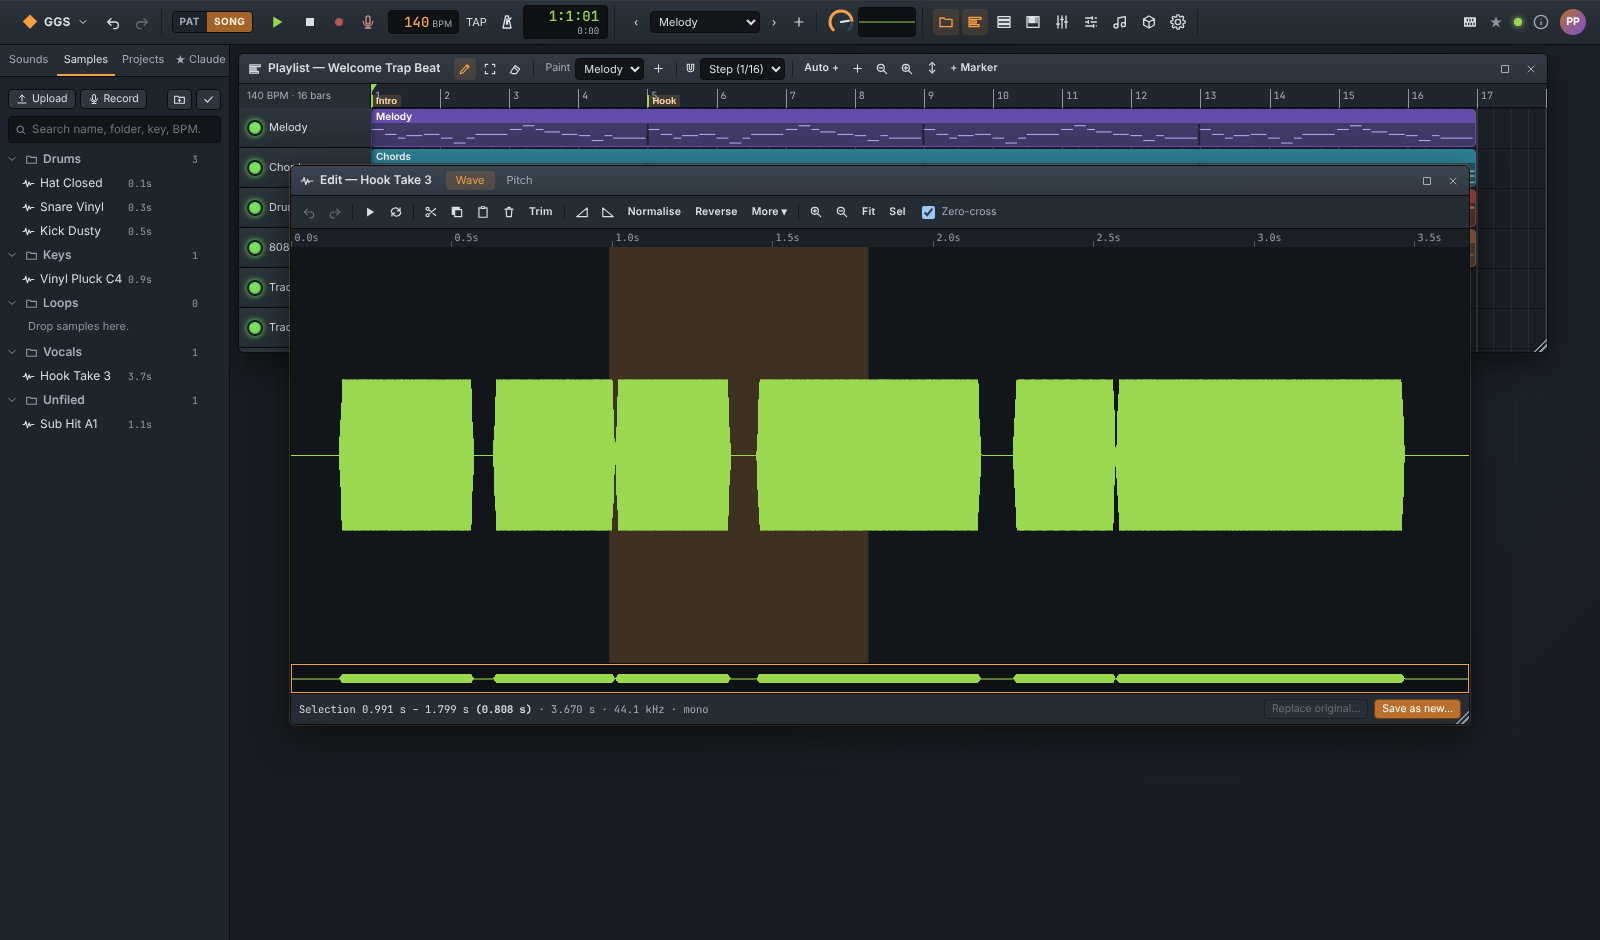 GGS
PAT SONG
140 BPM TAP
1:1:01
0:00
Melody
PP
Sounds Samples Projects ★ Claude
Upload Record
Search name, folder, key, BPM.
Drums 3
Hat Closed 0.1s
Snare Vinyl 0.3s
Kick Dusty 0.5s
Keys 1
Vinyl Pluck C4 0.9s
Loops 0
Drop samples here.
Vocals 1
Hook Take 3 3.7s
Unfiled 1
Sub Hit A1 1.1s
Playlist — Welcome Trap Beat
Paint Melody + Step (1/16) Auto + + Marker
140 BPM · 16 bars
1 2 3 4 5 6 7 8 9 10 11 12 13 14 15 16 17
Intro Hook
Melody
Melody
Chords
808
Edit — Hook Take 3 Wave Pitch
Trim Normalise Reverse More ▾ Fit Sel Zero-cross
0.0s 0.5s 1.0s 1.5s 2.0s 2.5s 3.0s 3.5s
Selection 0.991 s – 1.799 s (0.808 s) · 3.670 s · 44.1 kHz · mono
Replace original... Save as new...